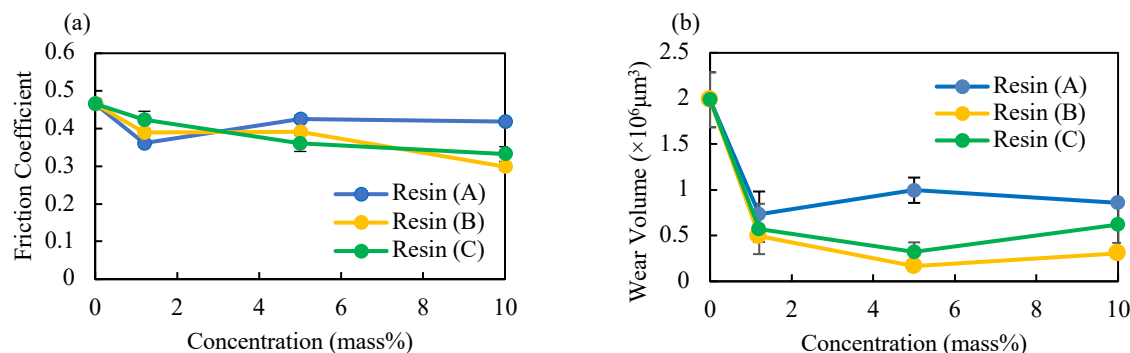 (a)
Friction Coefficient
0.6
0.5
0.4
0.3
0.2
0.1
0
Resin (A)
Resin (B)
Resin (C)
0 2 4 6 8 10
Concentration (mass%)
(b)
Wear Volume (×10⁶μm³)
2.5
2
1.5
1
0.5
0
Resin (A)
Resin (B)
Resin (C)
0 2 4 6 8 10
Concentration (mass%)